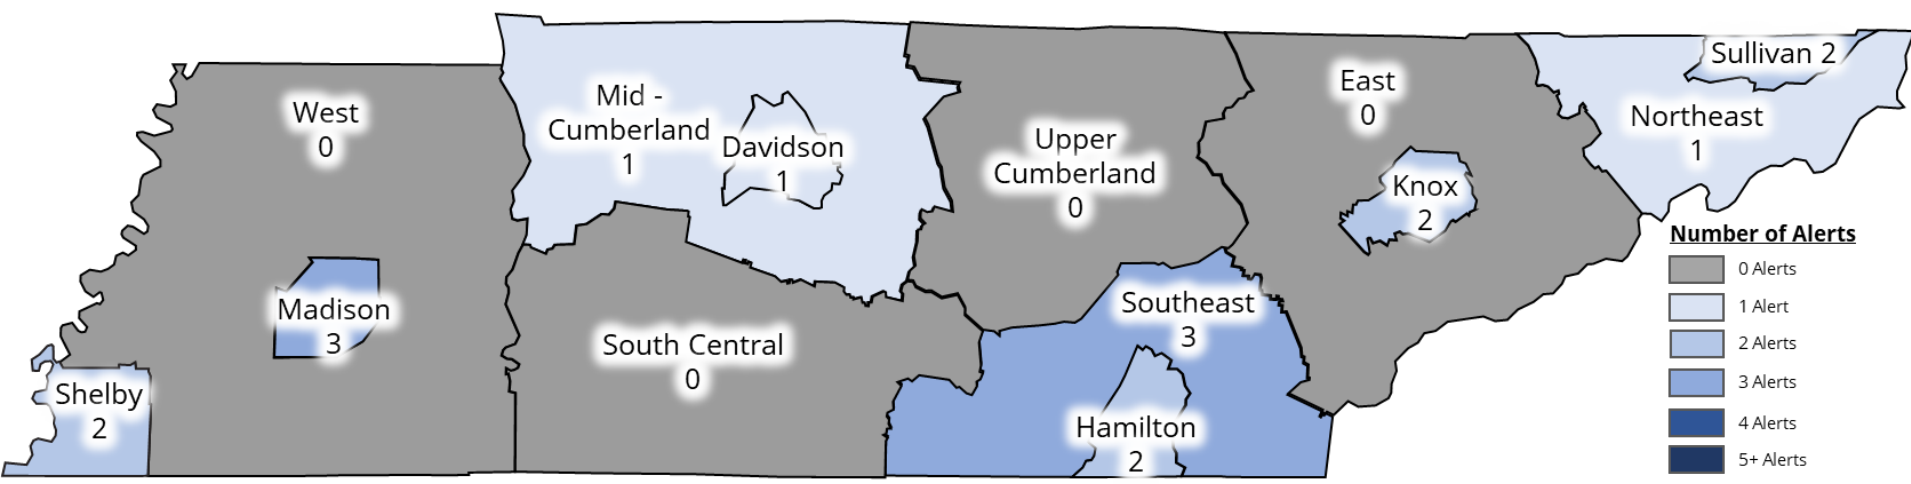 West
0
Mid -
Cumberland
1
Davidson
1
Upper
Cumberland
0
East
0
Knox
2
Sullivan 2
Northeast
1
Madison
3
Shelby
2
South Central
0
Southeast
3
Hamilton
2
Number of Alerts
0 Alerts
1 Alert
2 Alerts
3 Alerts
4 Alerts
5+ Alerts